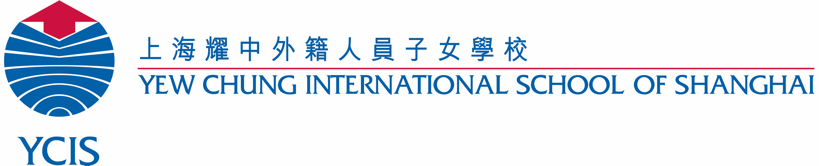 上海耀中外籍人員子女學校
YEW CHUNG INTERNATIONAL SCHOOL OF SHANGHAI
YCIS